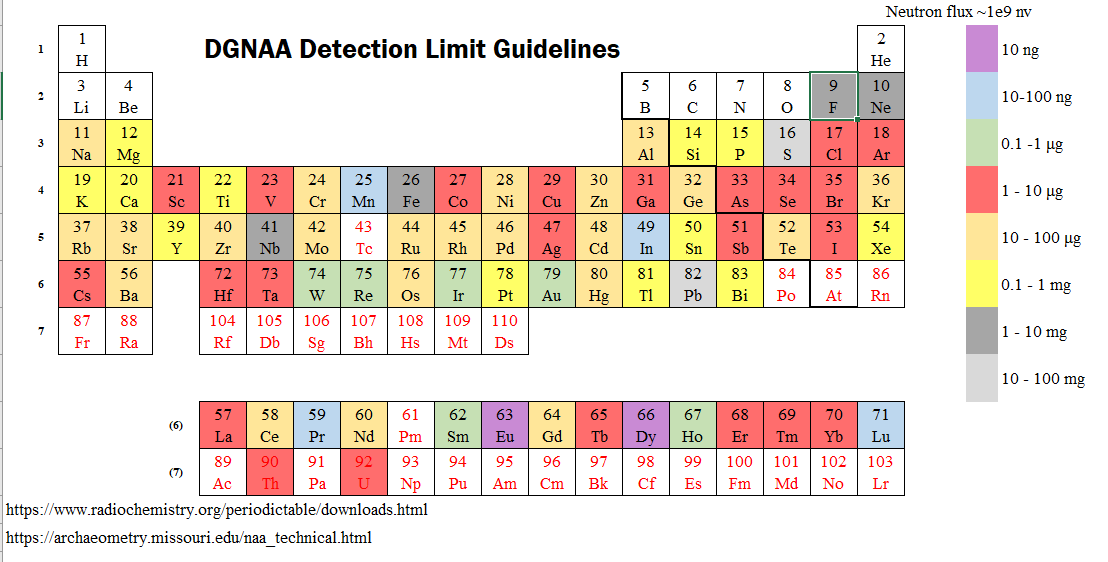 Neutron flux ~1e9 nv
DGNAA Detection Limit Guidelines
1 2
1 H He
10 ng
3 4 5 6 7 8 9 10
2 Li Be B C N O F Ne
10-100 ng
11 12 13 14 15 16 17 18
3 Na Mg Al Si P S Cl Ar
0.1 -1 µg
19 20 21 22 23 24 25 26 27 28 29 30 31 32 33 34 35 36
4 K Ca Sc Ti V Cr Mn Fe Co Ni Cu Zn Ga Ge As Se Br Kr
1 - 10 µg
37 38 39 40 41 42 43 44 45 46 47 48 49 50 51 52 53 54
5 Rb Sr Y Zr Nb Mo Tc Ru Rh Pd Ag Cd In Sn Sb Te I Xe
10 - 100 µg
55 56 72 73 74 75 76 77 78 79 80 81 82 83 84 85 86
6 Cs Ba Hf Ta W Re Os Ir Pt Au Hg Tl Pb Bi Po At Rn
0.1 - 1 mg
87 88 104 105 106 107 108 109 110
7 Fr Ra Rf Db Sg Bh Hs Mt Ds
1 - 10 mg
10 - 100 mg
57 58 59 60 61 62 63 64 65 66 67 68 69 70 71
(6) La Ce Pr Nd Pm Sm Eu Gd Tb Dy Ho Er Tm Yb Lu
89 90 91 92 93 94 95 96 97 98 99 100 101 102 103
(7) Ac Th Pa U Np Pu Am Cm Bk Cf Es Fm Md No Lr
https://www.radiochemistry.org/periodictable/downloads.html
https://archaeometry.missouri.edu/naa_technical.html